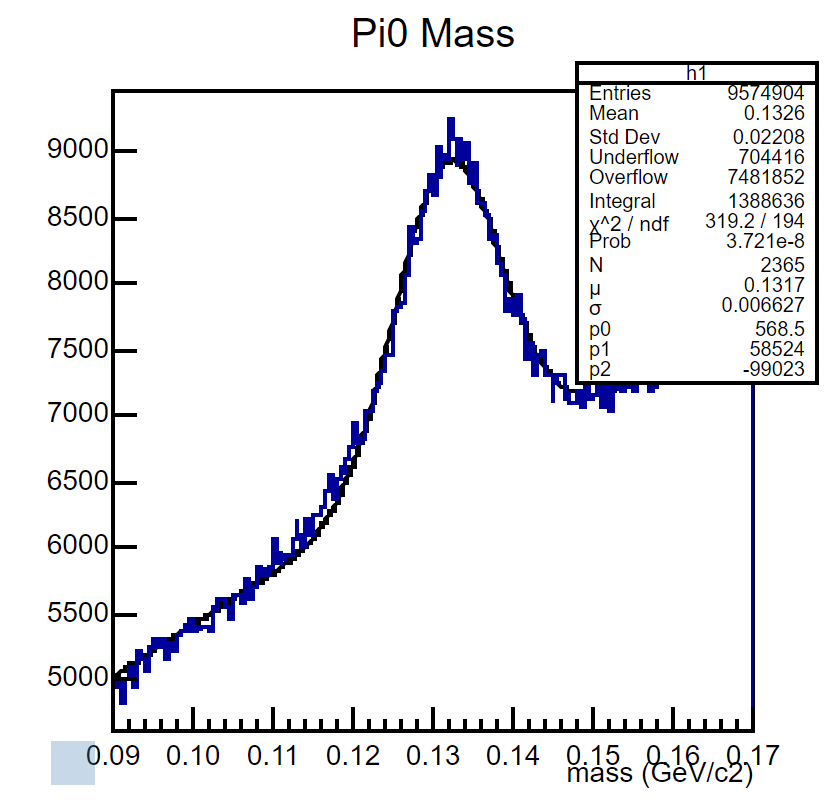 Pi0 Mass
h1
Entries 9574904
Mean 0.1326
Std Dev 0.02208
Underflow 704416
Overflow 7481852
Integral 1388636
χ^2 / ndf 319.2 / 194
Prob 3.721e-8
N 2365
μ 0.1317
σ 0.006627
p0 568.5
p1 58524
p2 -99023
9000
8500
8000
7500
7000
6500
6000
5500
5000
0.09 0.10 0.11 0.12 0.13 0.14 0.15 0.16 0.17
mass (GeV/c2)